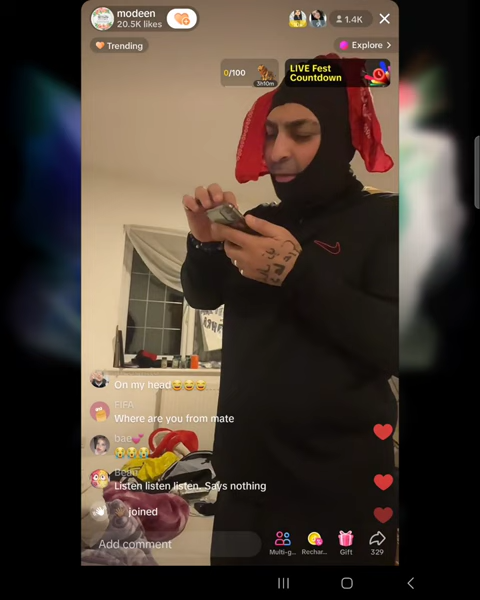 modeen
20.5K likes
1.4K
Trending
Explore >
0/100
3h10m
LIVE Fest
Countdown
On my head😂😂😂
FIFA
Where are you from mate
bae💕
😭😭😭
Listen listen listen. Says nothing
joined
Add comment
Multi-g...
Rechar...
Gift
329